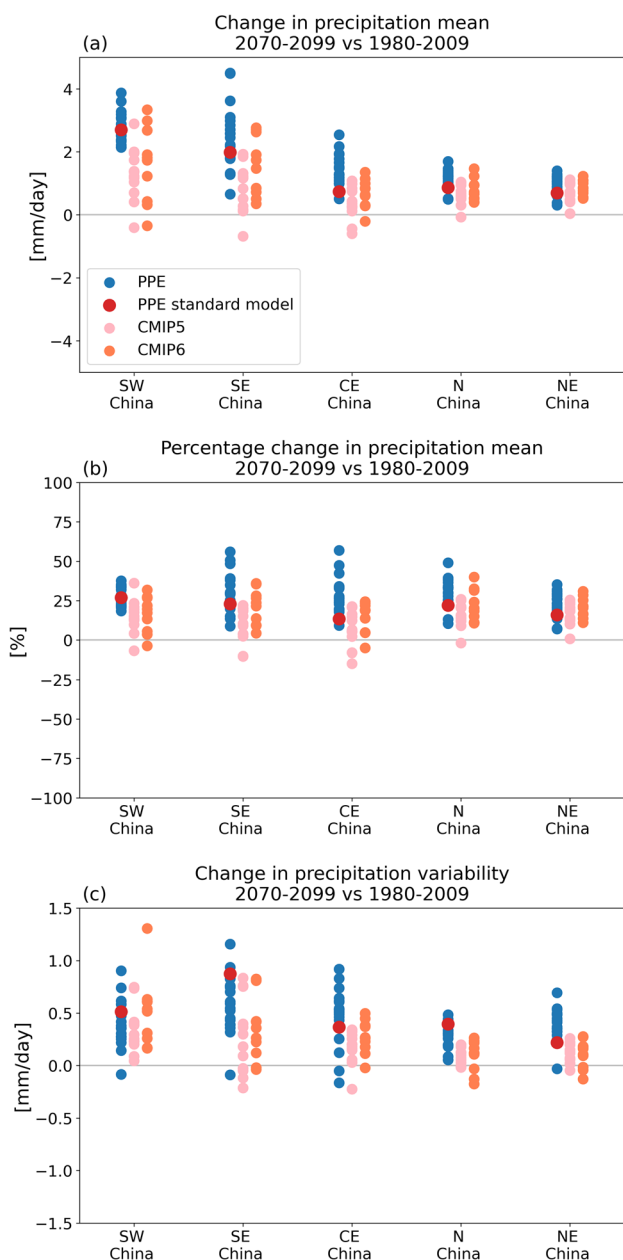 Change in precipitation mean
(a) 2070-2099 vs 1980-2009
4
2
0
−2
−4
[mm/day]
PPE
PPE standard model
CMIP5
CMIP6
SW SE CE N NE
China China China China China
Percentage change in precipitation mean
(b) 2070-2099 vs 1980-2009
100
75
50
25
0
−25
−50
−75
−100
[%]
SW SE CE N NE
China China China China China
Change in precipitation variability
(c) 2070-2099 vs 1980-2009
1.5
1.0
0.5
0.0
−0.5
−1.0
−1.5
[mm/day]
SW SE CE N NE
China China China China China